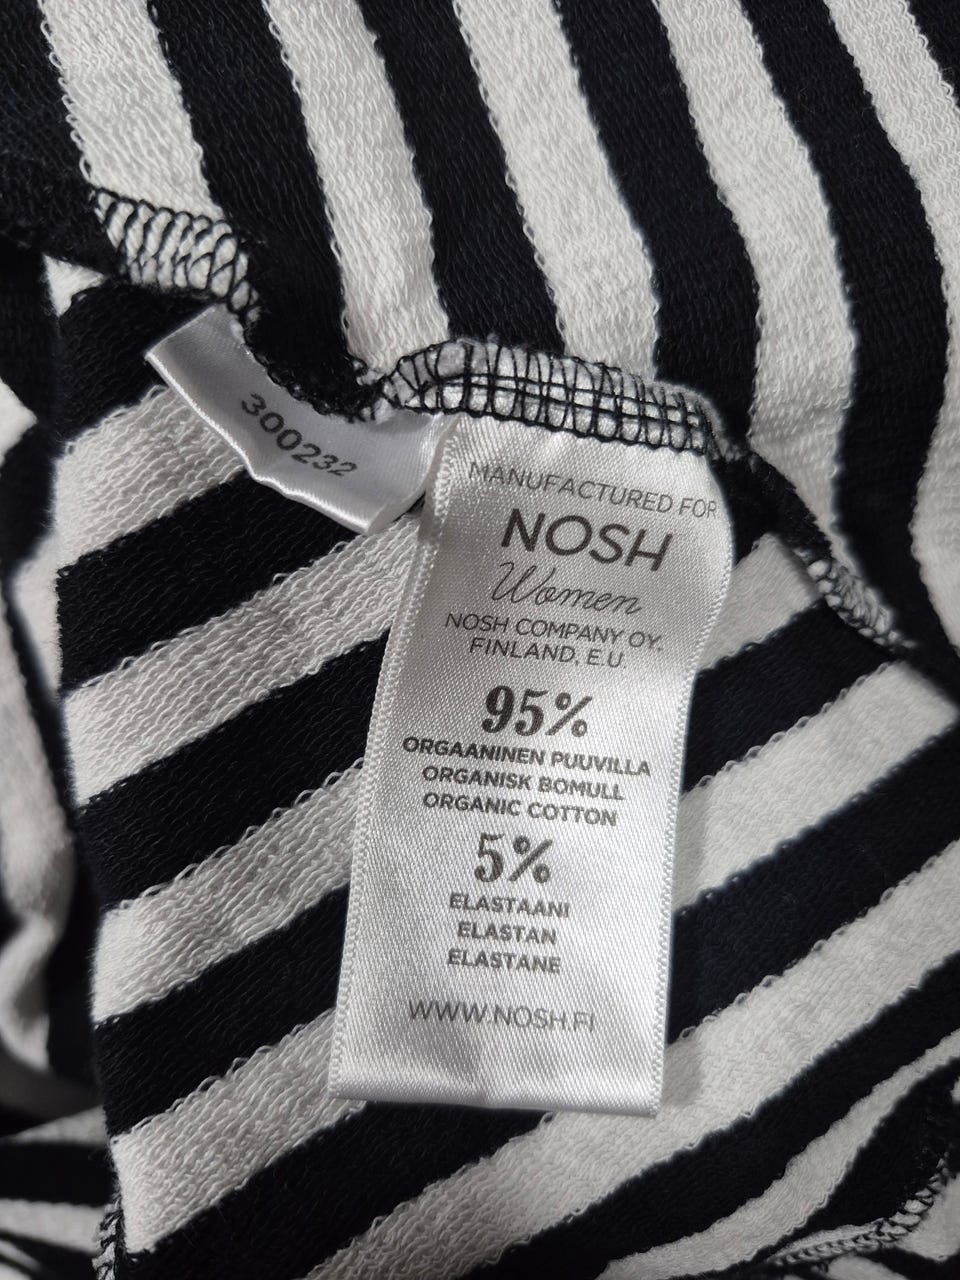 300232
MANUFACTURED FOR
NOSH
Women
NOSH COMPANY OY.
FINLAND, E.U
95%
ORGAANINEN PUUVILLA
ORGANISK BOMULL
ORGANIC COTTON
5%
ELASTAANI
ELASTAN
ELASTANE
WWW.NOSH.FI